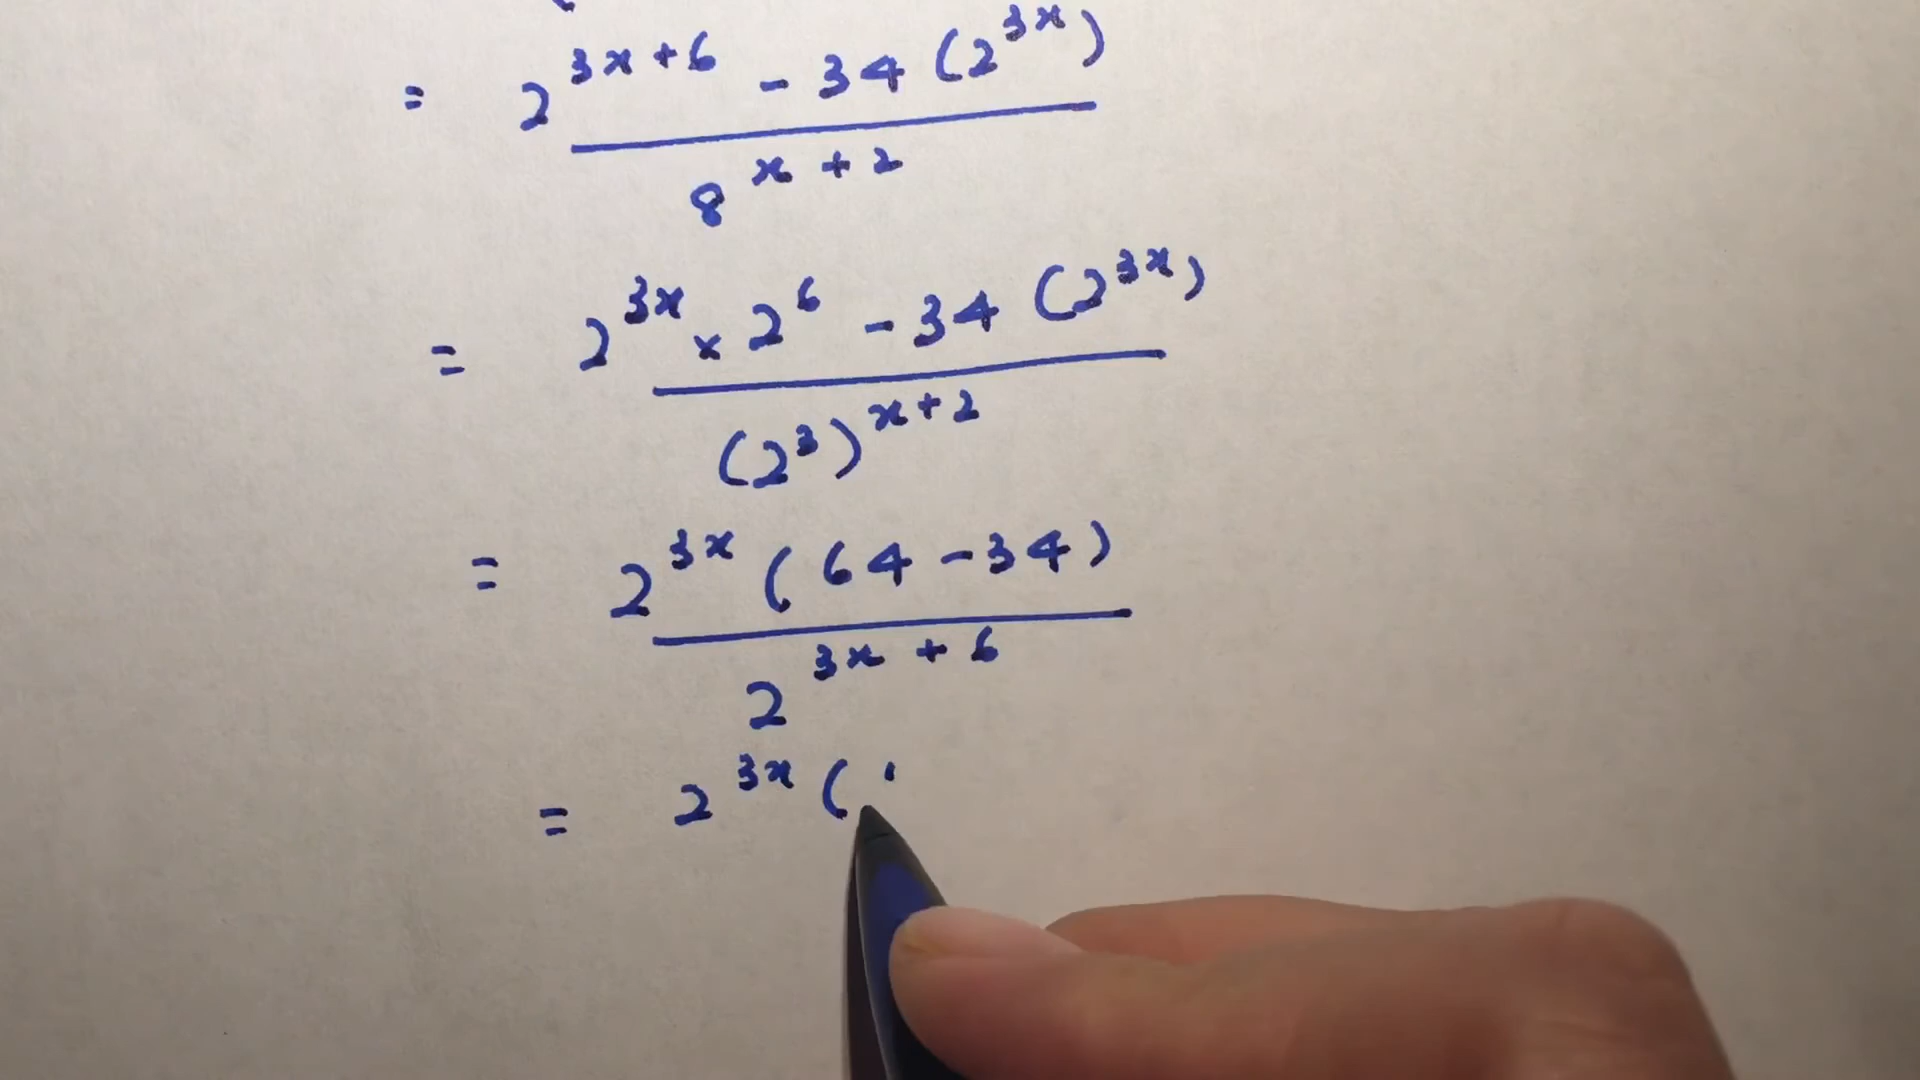 = 2^(3x+6) - 34 (2^(3x))
8^(x+2)
= 2^(3x) × 2^6 - 34 (2^(3x))
(2^3)^(x+2)
= 2^(3x) (64 - 34)
2^(3x+6)
= 2^(3x) (